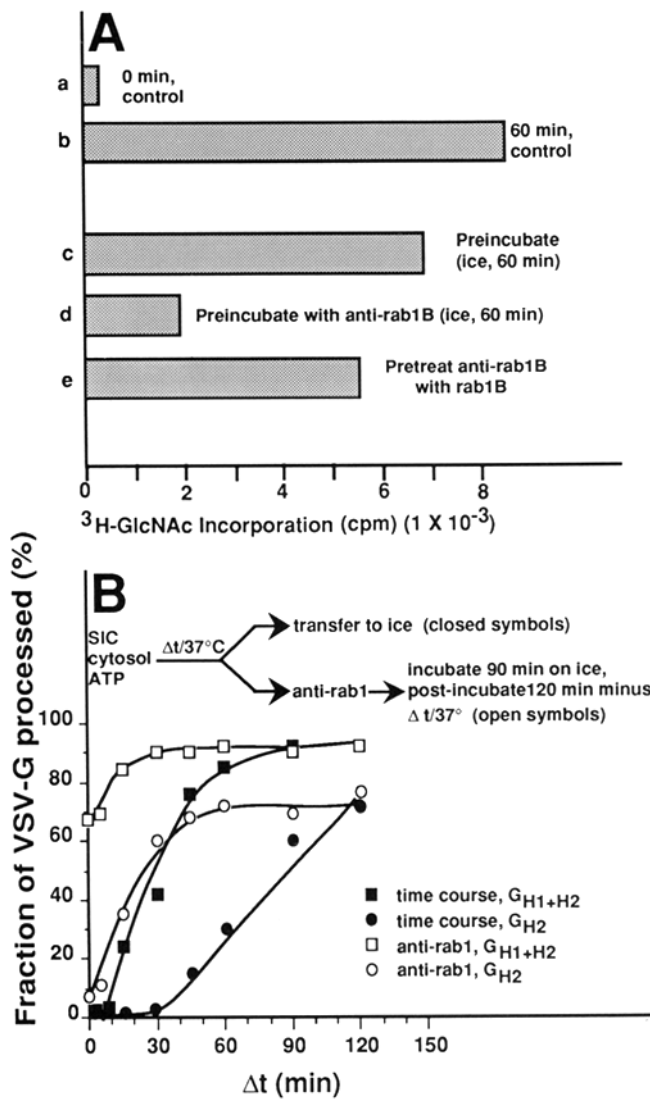 A
a
0 min,
control
b
60 min,
control
c
Preincubate
(ice, 60 min)
d
Preincubate with anti-rab1B (ice, 60 min)
e
Pretreat anti-rab1B
with rab1B
0 2 4 6 8
³H-GlcNAc Incorporation (cpm) (1 X 10⁻³)
B
SIC
cytosol
ATP
Δt/37°C
transfer to ice (closed symbols)
anti-rab1
incubate 90 min on ice,
post-incubate120 min minus
Δ t/37° (open symbols)
Fraction of VSV-G processed (%)
100
80
60
40
20
0
time course, G_H1+H2
time course, G_H2
anti-rab1, G_H1+H2
anti-rab1, G_H2
0 30 60 90 120 150
Δt (min)